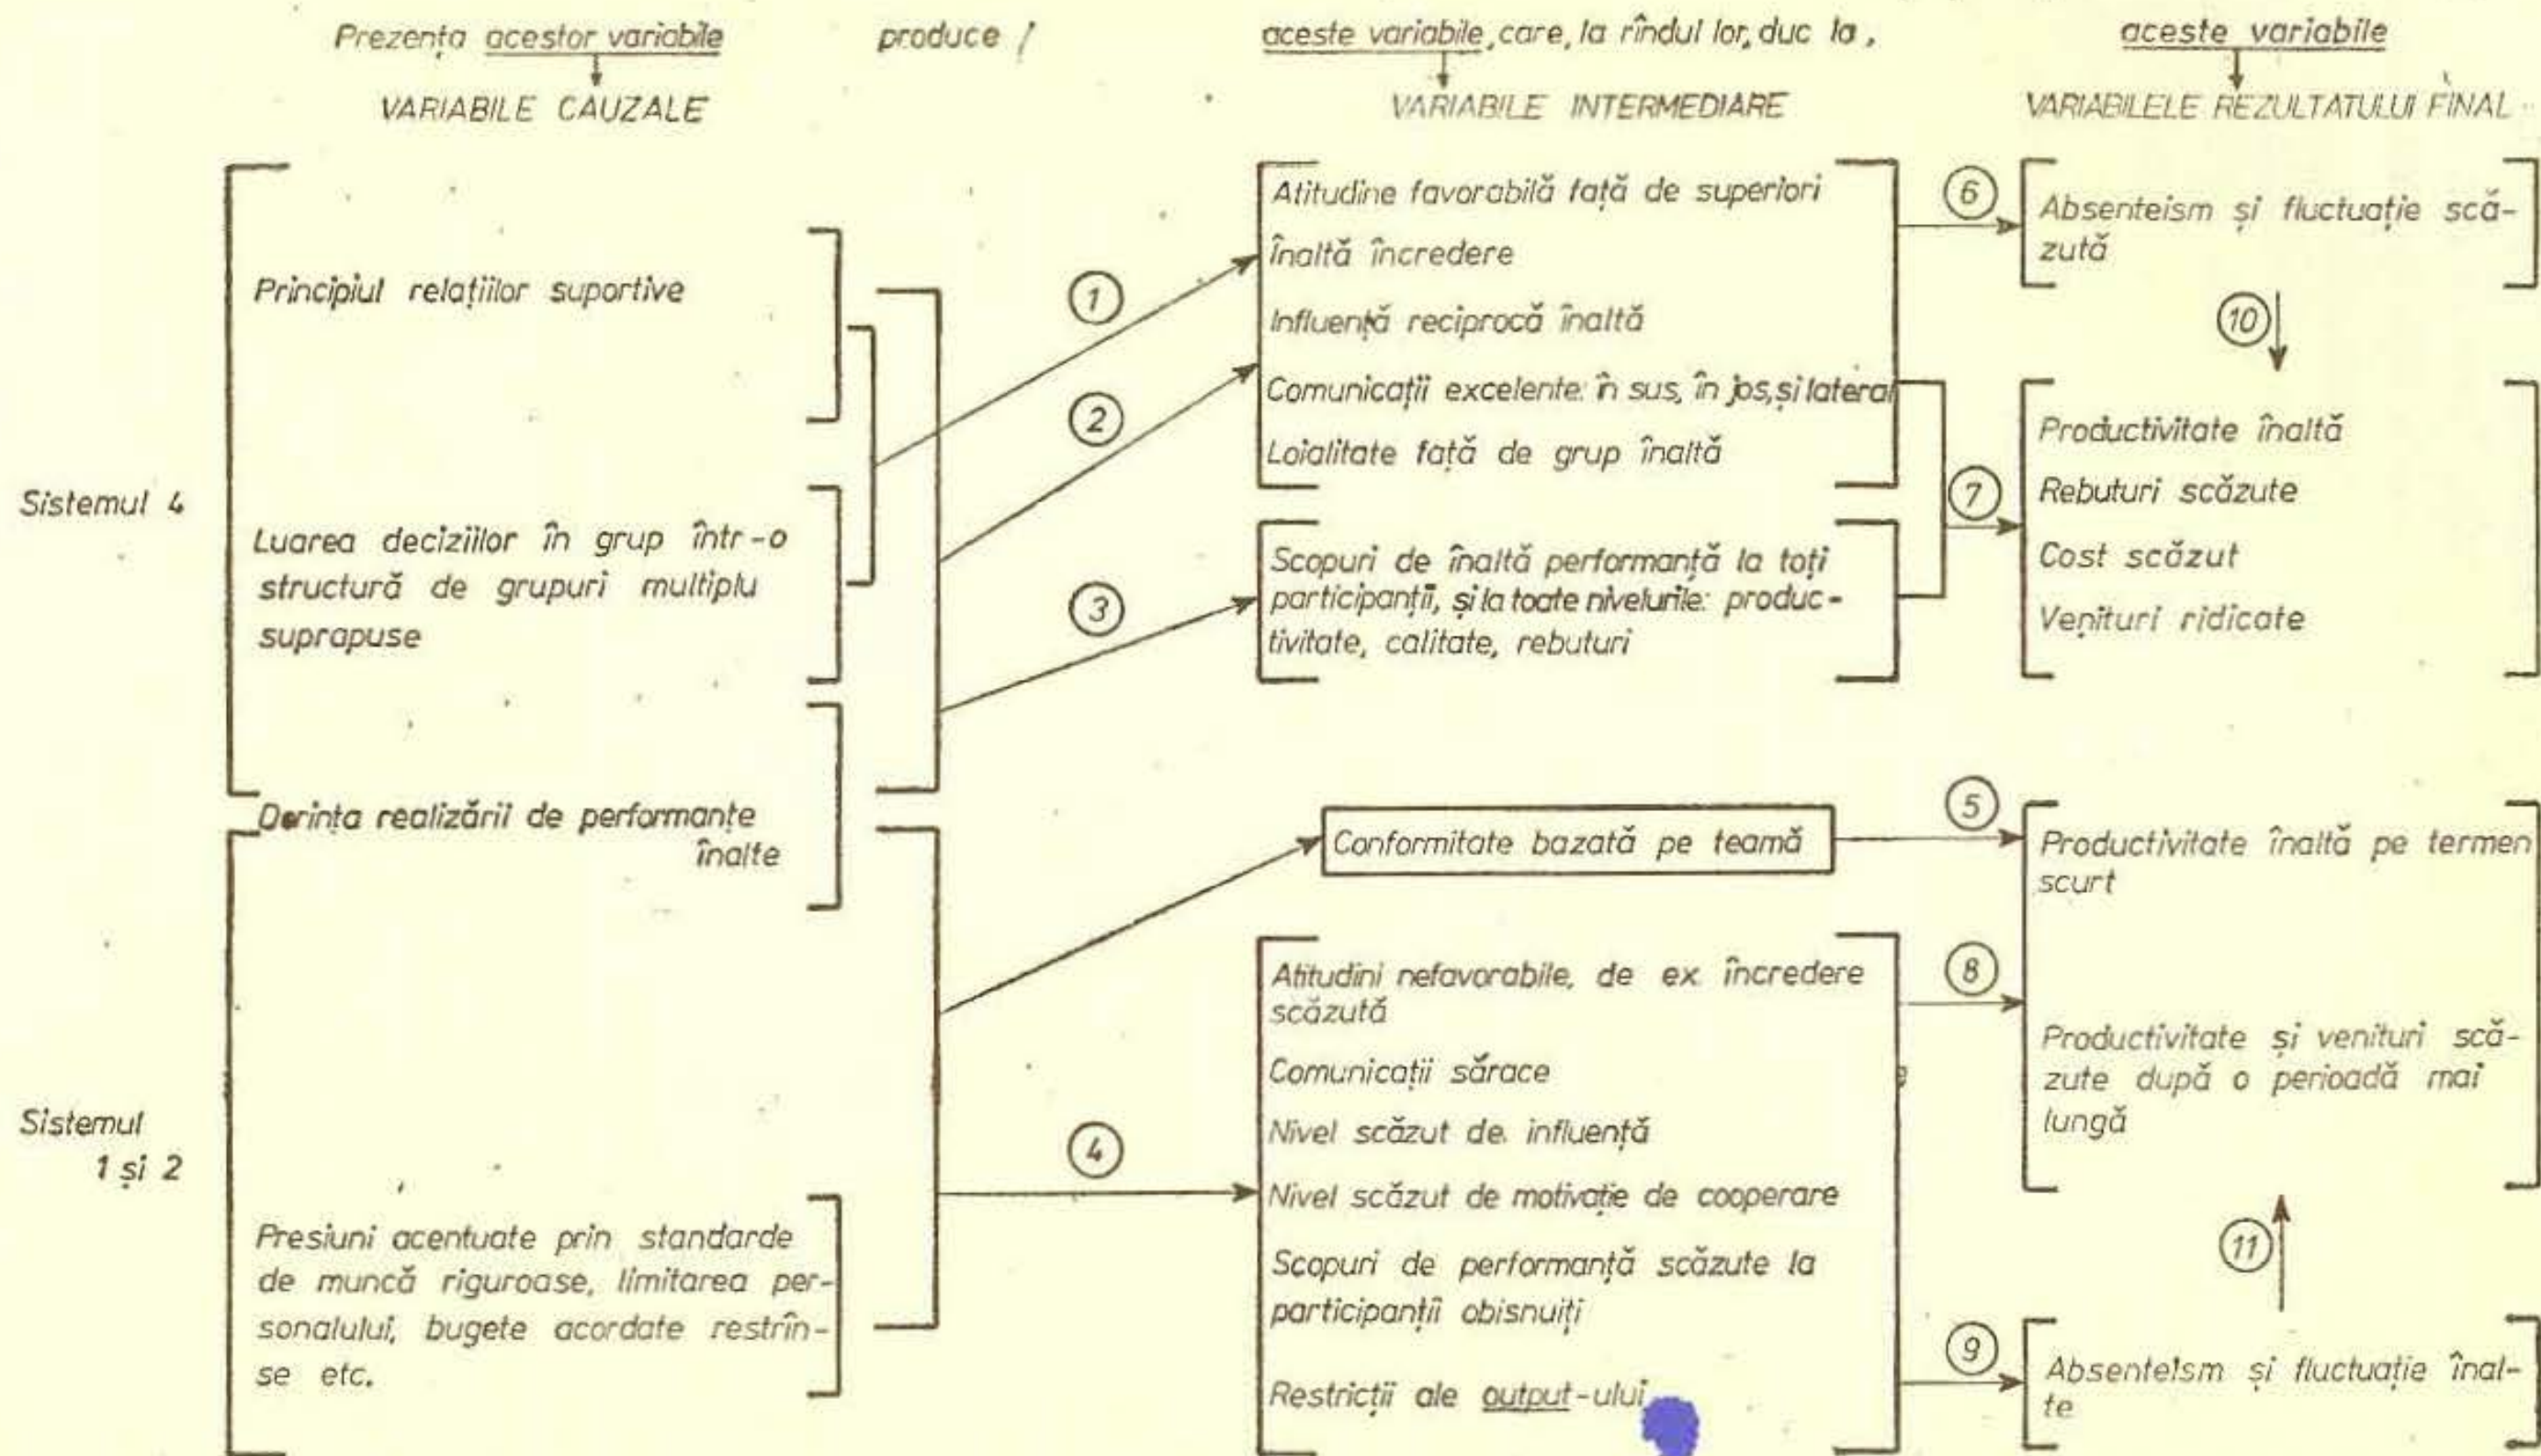 Prezența acestor variabile
produce
aceste variabile, care, la rîndul lor, duc la,
aceste variabile
VARIABILE CAUZALE
VARIABILE INTERMEDIARE
VARIABILELE REZULTATULUI FINAL
Sistemul 4
Principiul relațiilor suportive
Luarea deciziilor în grup într-o
structură de grupuri multiplu
suprapuse
Dorința realizării de performanțe
înalte
Sistemul
1 și 2
Presiuni acentuate prin standarde
de muncă riguroase, limitarea per-
sonalului, bugete acordate restrîn-
se etc.
1
2
3
4
Atitudine favorabilă față de superiori
Înaltă încredere
Influență reciprocă înaltă
Comunicații excelente: în sus, în jos, și lateral
Loialitate față de grup înaltă
Scopuri de înaltă performanță la toți
participanții, și la toate nivelurile: produc-
tivitate, calitate, rebuturi
Conformitate bazată pe teamă
Atitudini nefavorabile, de ex. încredere
scăzută
Comunicații sărace
Nivel scăzut de influență
Nivel scăzut de motivație de cooperare
Scopuri de performanță scăzute la
participanții obisnuiți
Restricții ale output-ului
6
7
5
8
9
Absenteism și fluctuație scă-
zută
10
Productivitate înaltă
Rebuturi scăzute
Cost scăzut
Venituri ridicate
Productivitate înaltă pe termen
scurt
Productivitate și venituri scă-
zute după o perioadă mai
lungă
11
Absenteism și fluctuație înal-
te